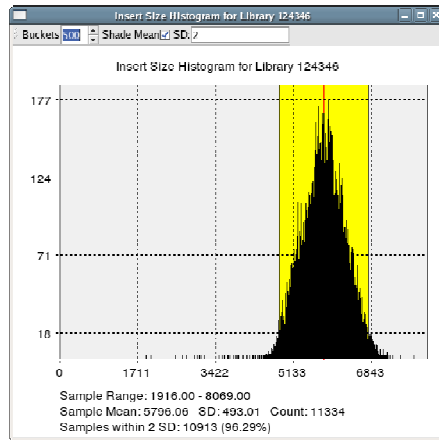 Insert Size Histogram for Library 124346
Buckets 500 Shade Mean SD: 2
Insert Size Histogram for Library 124346
177
124
71
18
0 1711 3422 5133 6843
Sample Range: 1916.00 - 8069.00
Sample Mean: 5796.06 SD: 493.01 Count: 11334
Samples within 2 SD: 10913 (96.29%)